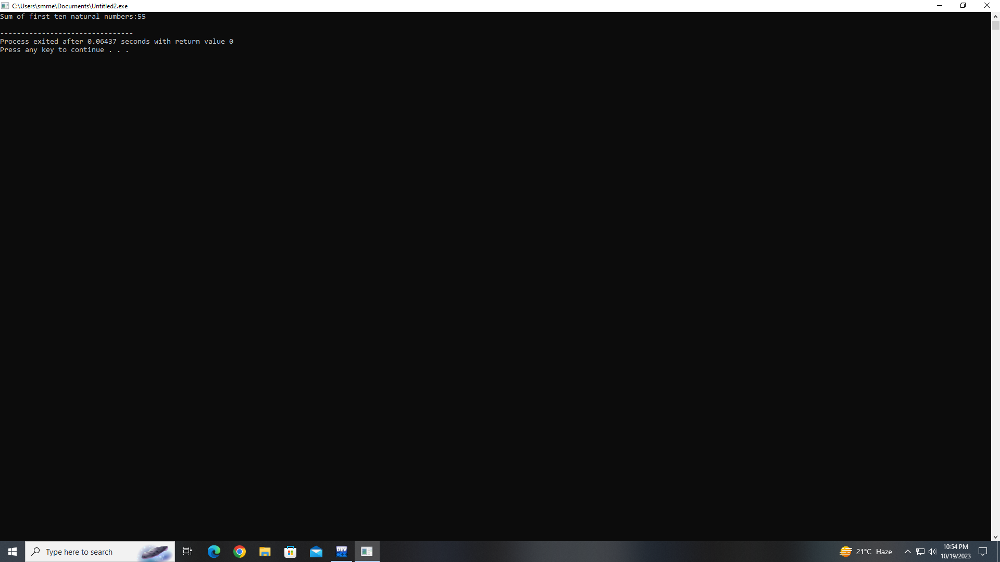 C:\Users\smme\Documents\Untitled2.exe
Sum of first ten natural numbers:55
--------------------------------
Process exited after 0.06437 seconds with return value 0
Press any key to continue . . .
Type here to search
DEV
21°C Haze
10:54 PM
10/19/2023